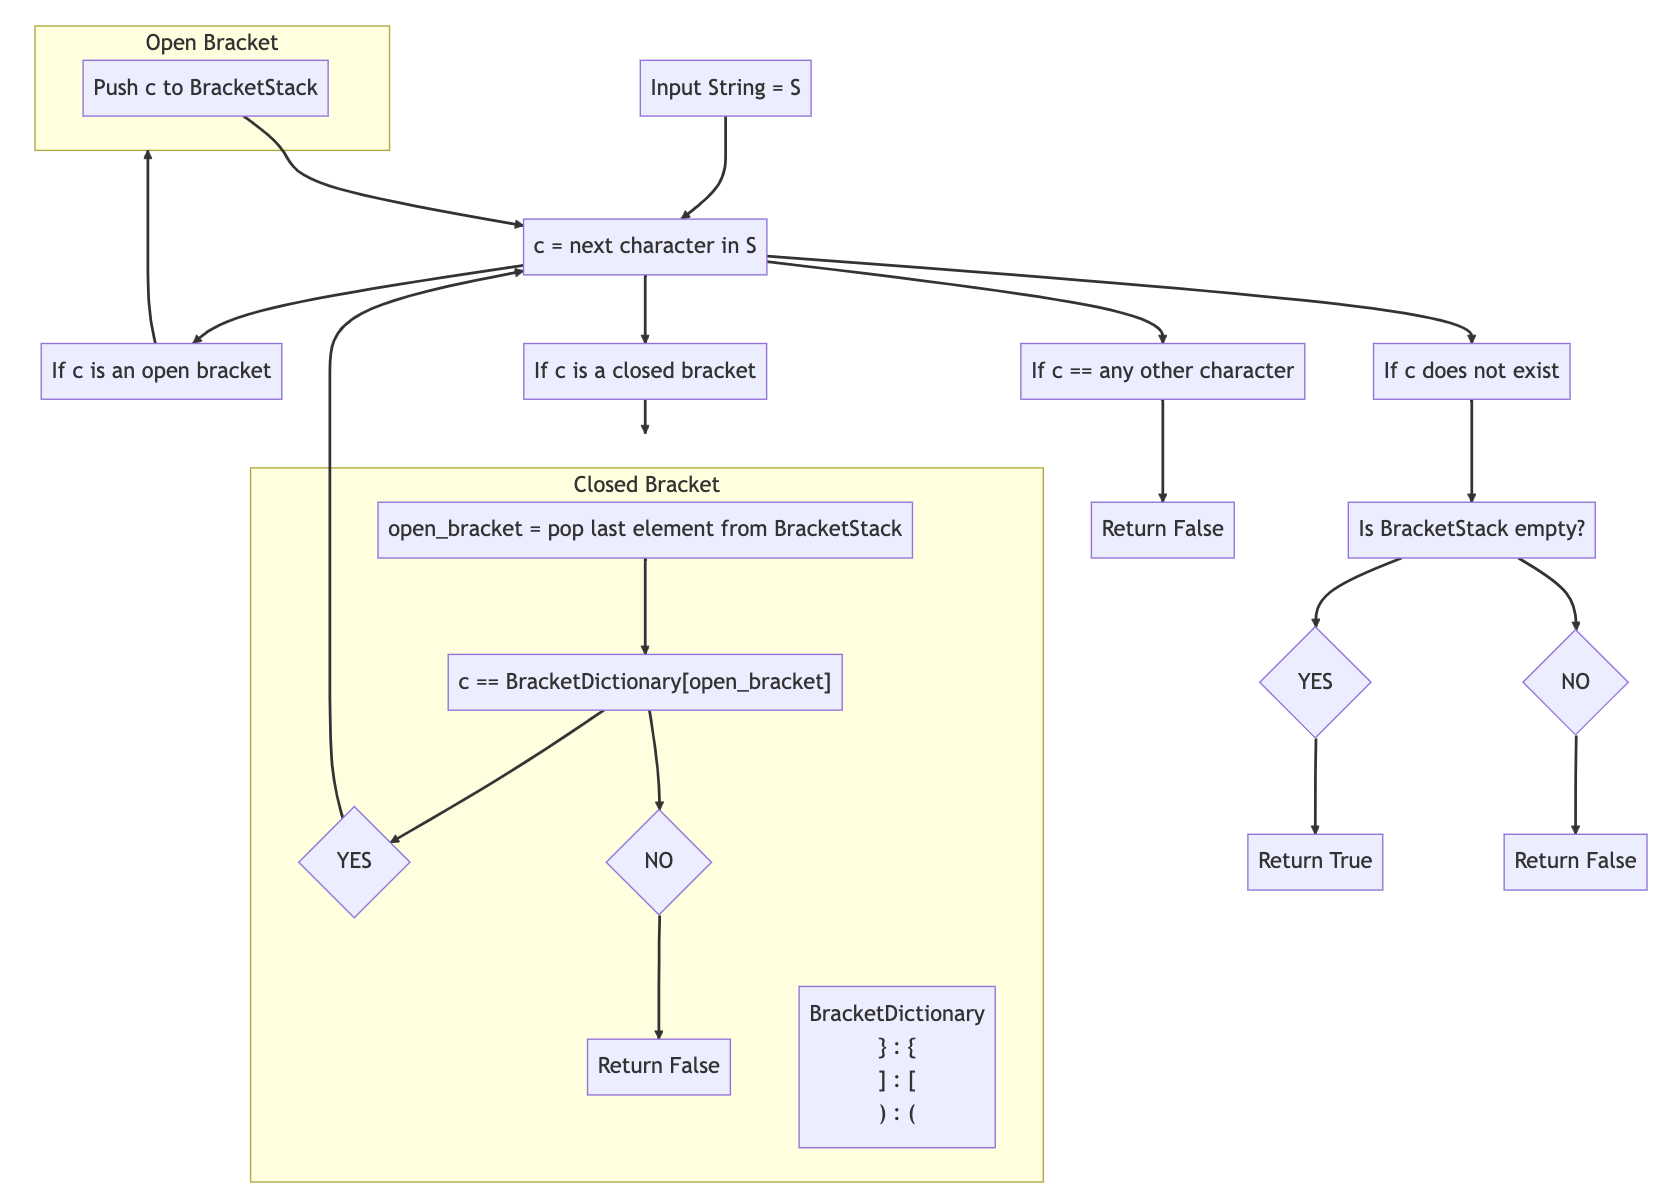 Open Bracket
Push c to BracketStack
Input String = S
c = next character in S
If c is an open bracket
If c is a closed bracket
If c == any other character
If c does not exist
Closed Bracket
open_bracket = pop last element from BracketStack
Return False
Is BracketStack empty?
c == BracketDictionary[open_bracket]
YES
NO
YES
NO
Return True
Return False
Return False
BracketDictionary
} : {
] : [
) : (